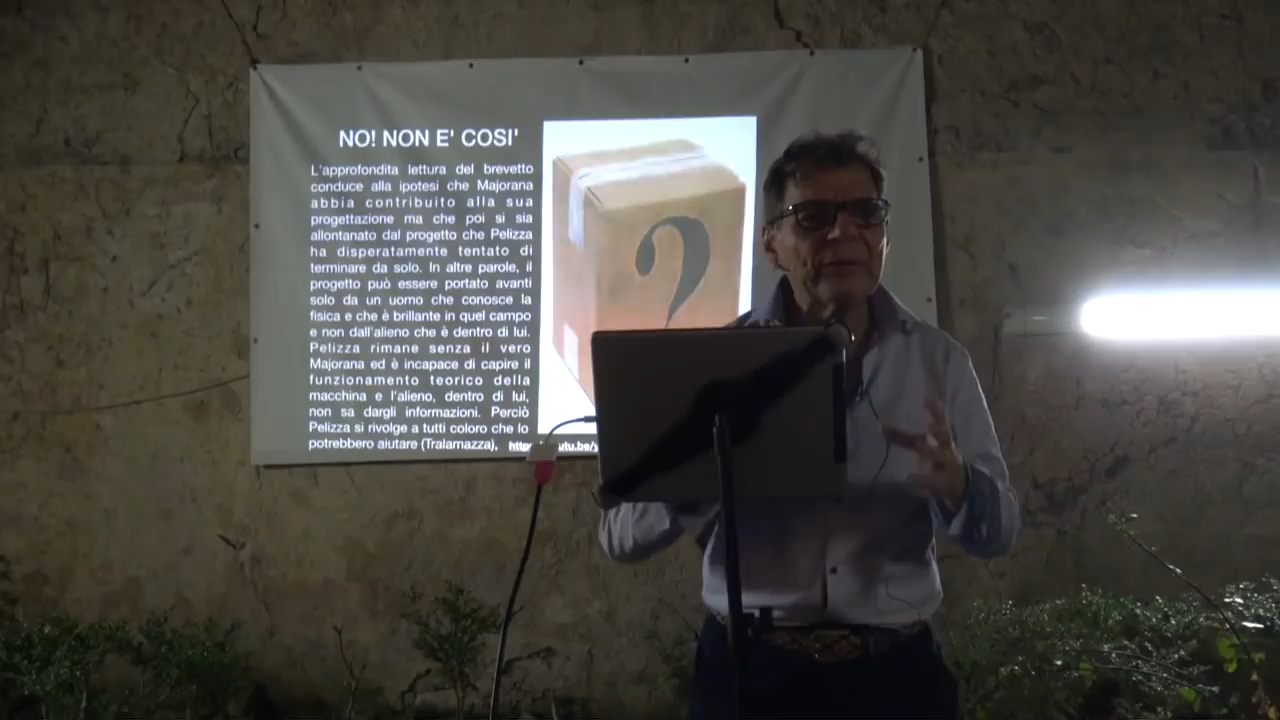 NO! NON E' COSI'
L'approfondita lettura del brevetto
conduce alla ipotesi che Majorana
abbia contribuito alla sua
progettazione ma che poi si sia
allontanato dal progetto che Pelizza
ha disperatamente tentato di
terminare da solo. In altre parole, il
progetto può essere portato avanti
solo da un uomo che conosce la
fisica e che è brillante in quel campo
e non dall'alieno che è dentro di lui.
Pelizza rimane senza il vero
Majorana ed è incapace di capire il
funzionamento teorico della
macchina e l'alieno, dentro di lui,
non sa dargli informazioni. Perciò
Pelizza si rivolge a tutti coloro che lo
potrebbero aiutare (Tralamazza),
?